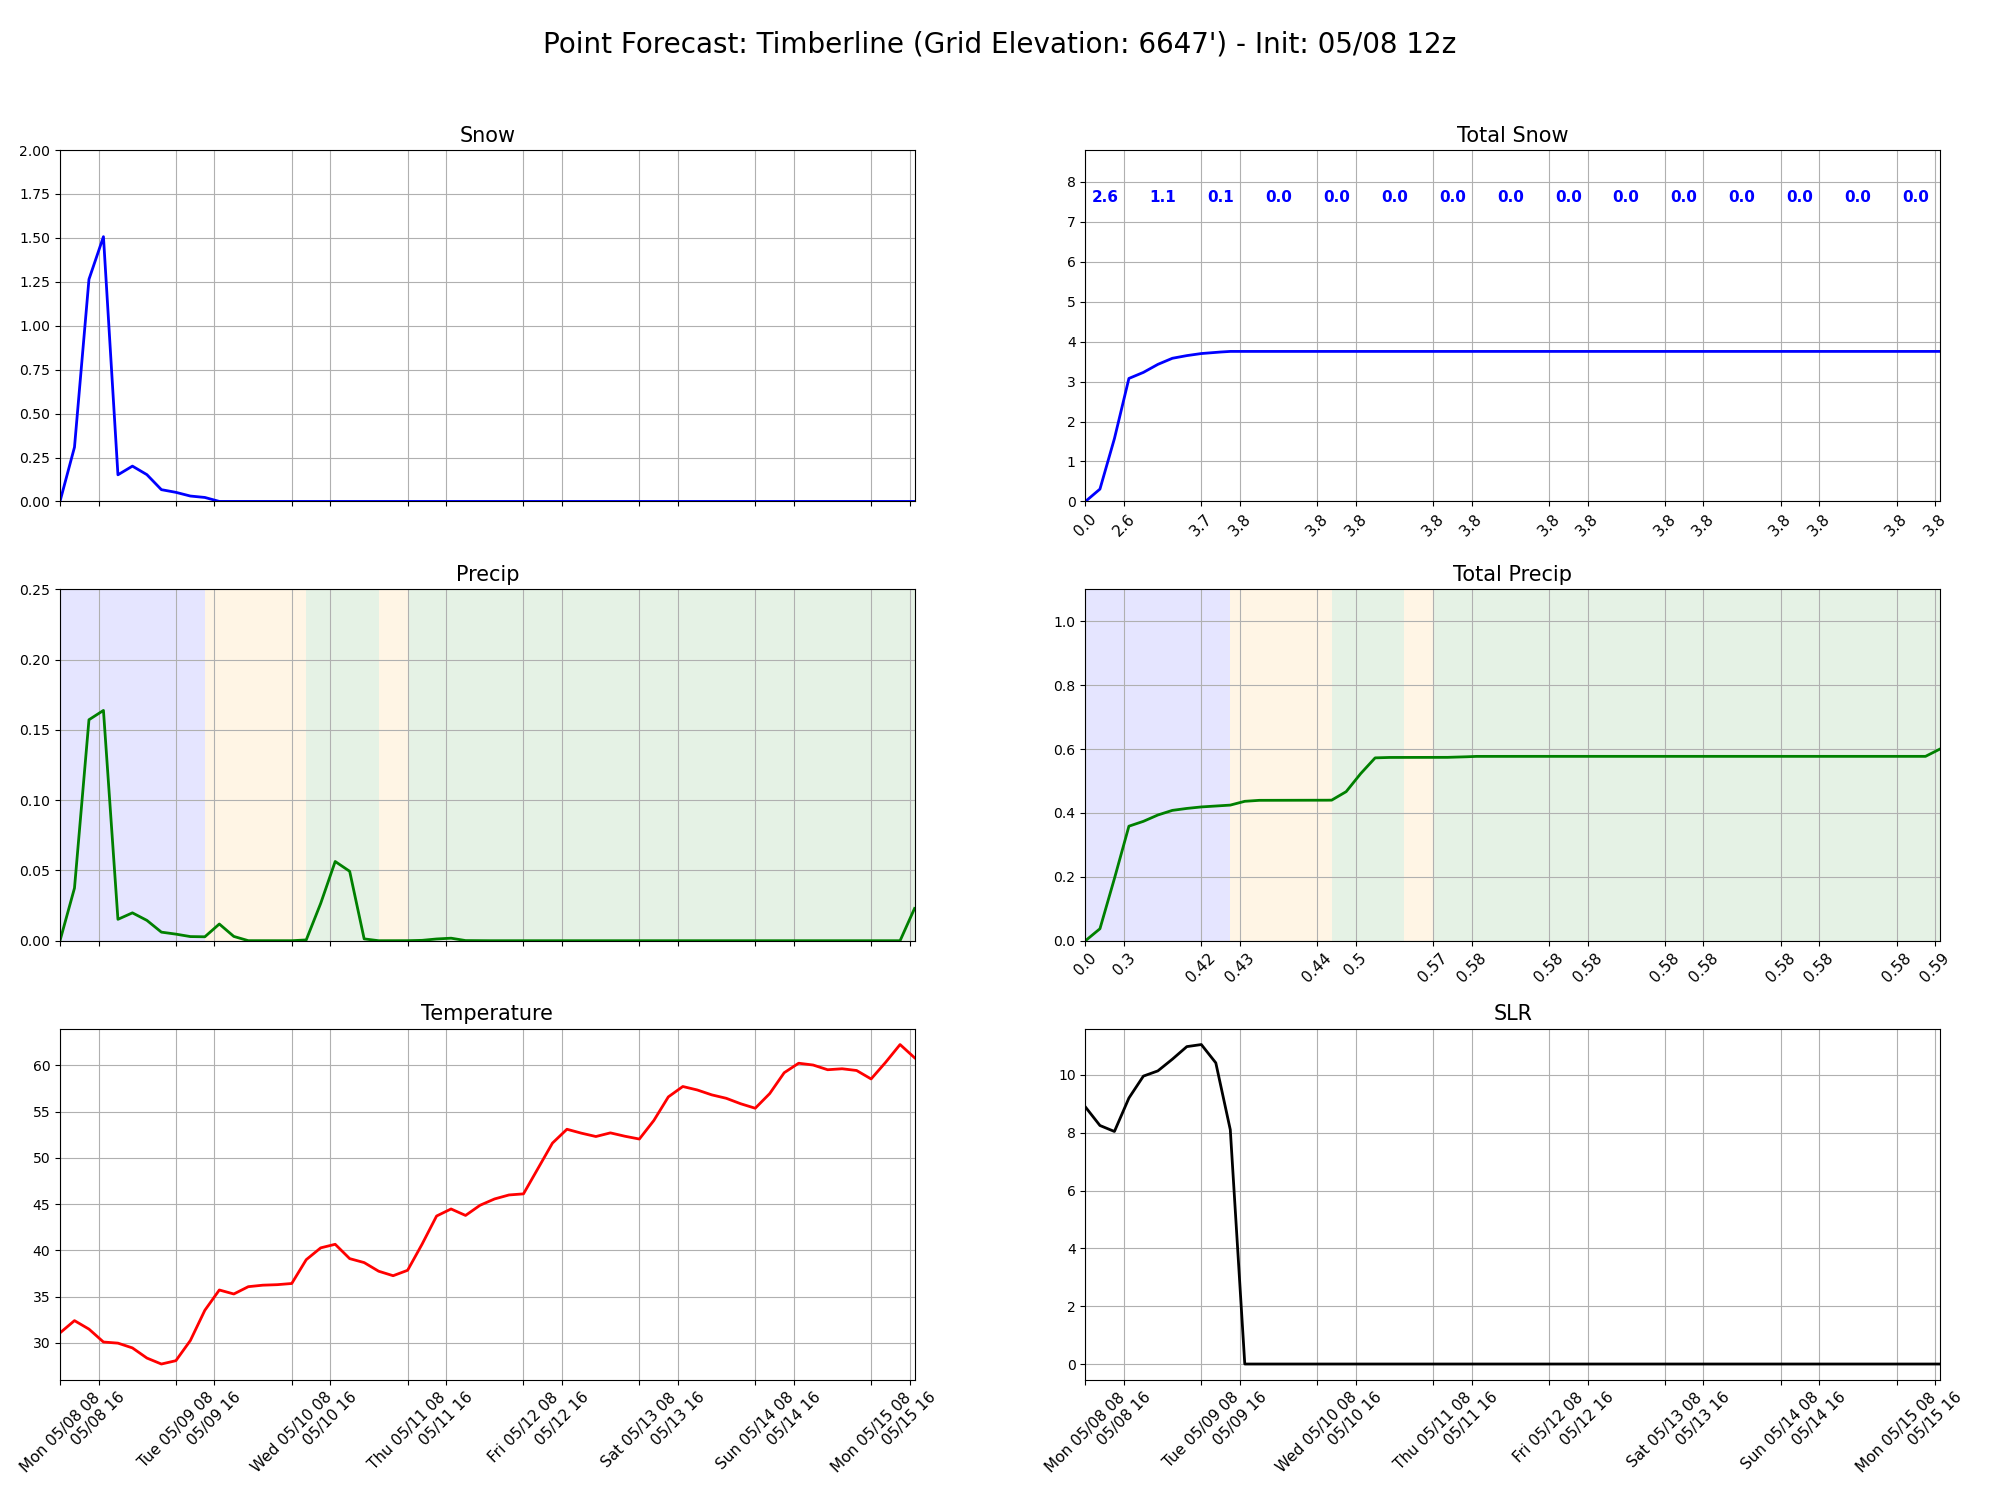 Point Forecast: Timberline (Grid Elevation: 6647') - Init: 05/08 12z
Snow
2.00
1.75
1.50
1.25
1.00
0.75
0.50
0.25
0.00
Total Snow
8
7
6
5
4
3
2
1
0
2.6 1.1 0.1 0.0 0.0 0.0 0.0 0.0 0.0 0.0 0.0 0.0 0.0 0.0 0.0
0.0 2.6 3.7 3.8 3.8 3.8 3.8 3.8 3.8 3.8 3.8 3.8 3.8 3.8 3.8 3.8
Precip
0.25
0.20
0.15
0.10
0.05
0.00
Total Precip
1.0
0.8
0.6
0.4
0.2
0.0
0.0 0.3 0.42 0.43 0.44 0.5 0.57 0.58 0.58 0.58 0.58 0.58 0.58 0.58 0.58 0.59
Temperature
60
55
50
45
40
35
30
Mon 05/08 08
05/08 16
Tue 05/09 08
05/09 16
Wed 05/10 08
05/10 16
Thu 05/11 08
05/11 16
Fri 05/12 08
05/12 16
Sat 05/13 08
05/13 16
Sun 05/14 08
05/14 16
Mon 05/15 08
05/15 16
SLR
10
8
6
4
2
0
Mon 05/08 08
05/08 16
Tue 05/09 08
05/09 16
Wed 05/10 08
05/10 16
Thu 05/11 08
05/11 16
Fri 05/12 08
05/12 16
Sat 05/13 08
05/13 16
Sun 05/14 08
05/14 16
Mon 05/15 08
05/15 16